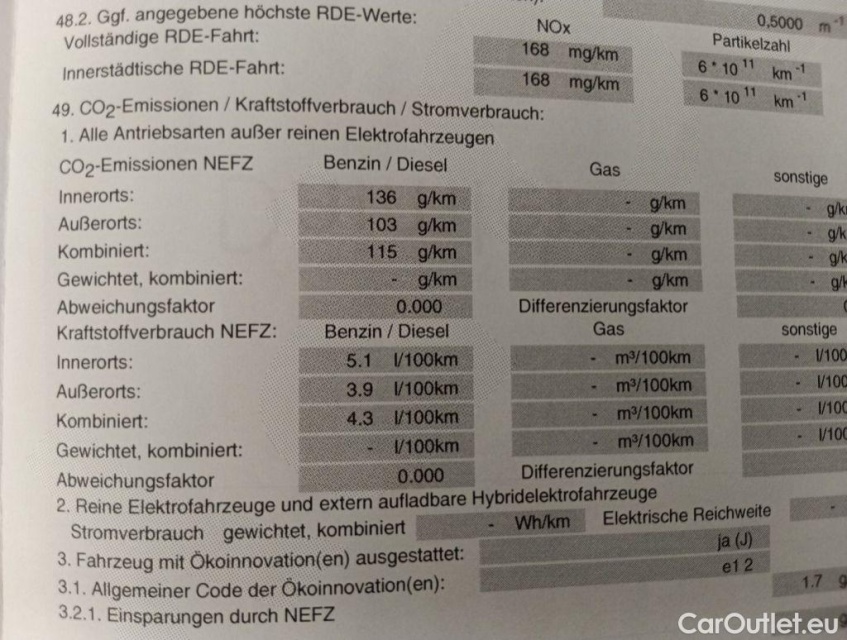 48.2. Ggf. angegebene höchste RDE-Werte: NOx 0,5000 m⁻¹
Vollständige RDE-Fahrt: 168 mg/km Partikelzahl
6 * 10¹¹ km⁻¹
Innerstädtische RDE-Fahrt: 168 mg/km 6 * 10¹¹ km⁻¹
49. CO₂-Emissionen / Kraftstoffverbrauch / Stromverbrauch:
1. Alle Antriebsarten außer reinen Elektrofahrzeugen
CO₂-Emissionen NEFZ Benzin / Diesel Gas sonstige
Innerorts: 136 g/km - g/km -
Außerorts: 103 g/km - g/km -
Kombiniert: 115 g/km - g/km -
Gewichtet, kombiniert: - g/km - g/km -
Abweichungsfaktor 0.000 Differenzierungsfaktor
Kraftstoffverbrauch NEFZ: Benzin / Diesel Gas sonstige
Innerorts: 5.1 l/100km - m³/100km - l/100
Außerorts: 3.9 l/100km - m³/100km - l/100
Kombiniert: 4.3 l/100km - m³/100km - l/100
Gewichtet, kombiniert: - l/100km - m³/100km - l/100
Abweichungsfaktor 0.000 Differenzierungsfaktor
2. Reine Elektrofahrzeuge und extern aufladbare Hybridelektrofahrzeuge
Stromverbrauch gewichtet, kombiniert - Wh/km Elektrische Reichweite -
3. Fahrzeug mit Ökoinnovation(en) ausgestattet: ja (J)
3.1. Allgemeiner Code der Ökoinnovation(en): e1 2
3.2.1. Einsparungen durch NEFZ 1.7 g
CarOutlet.eu